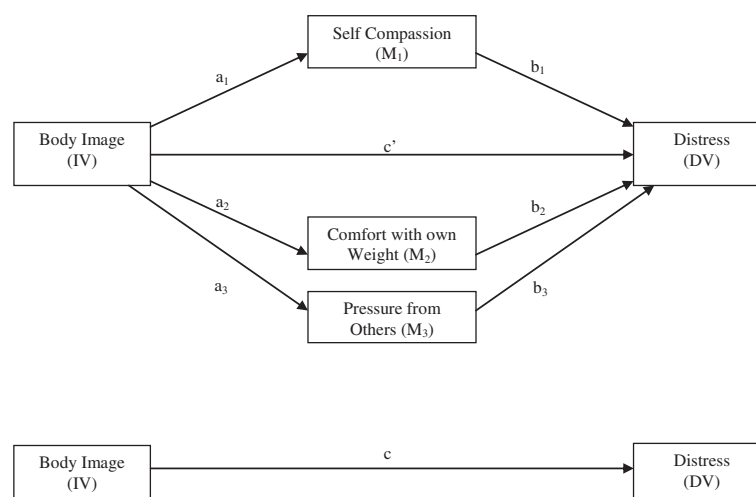 Self Compassion
(M₁)
a₁
b₁
Body Image
(IV)
c’
Distress
(DV)
a₂
b₂
Comfort with own
Weight (M₂)
a₃
b₃
Pressure from
Others (M₃)
Body Image
(IV)
c
Distress
(DV)